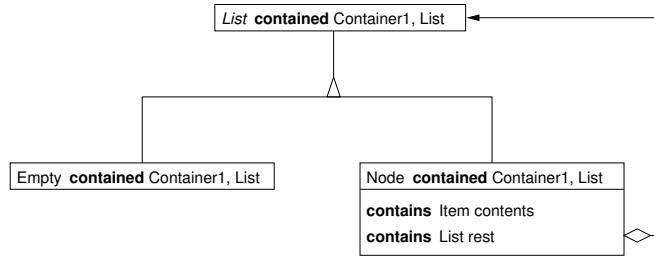 List contained Container1, List
Empty contained Container1, List
Node contained Container1, List
contains Item contents
contains List rest